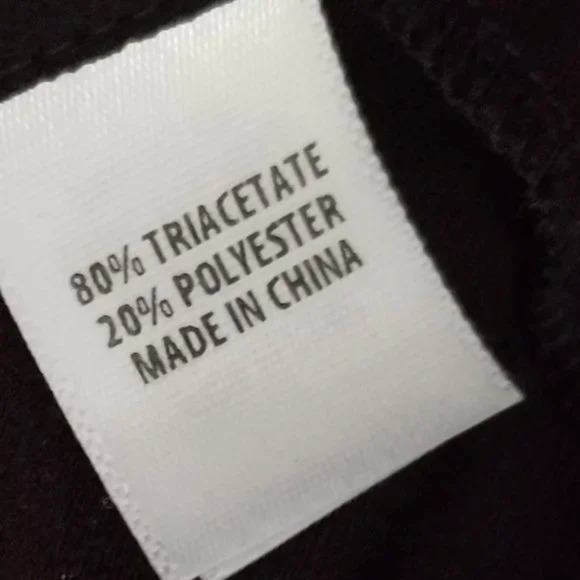 80% TRIACETATE
20% POLYESTER
MADE IN CHINA